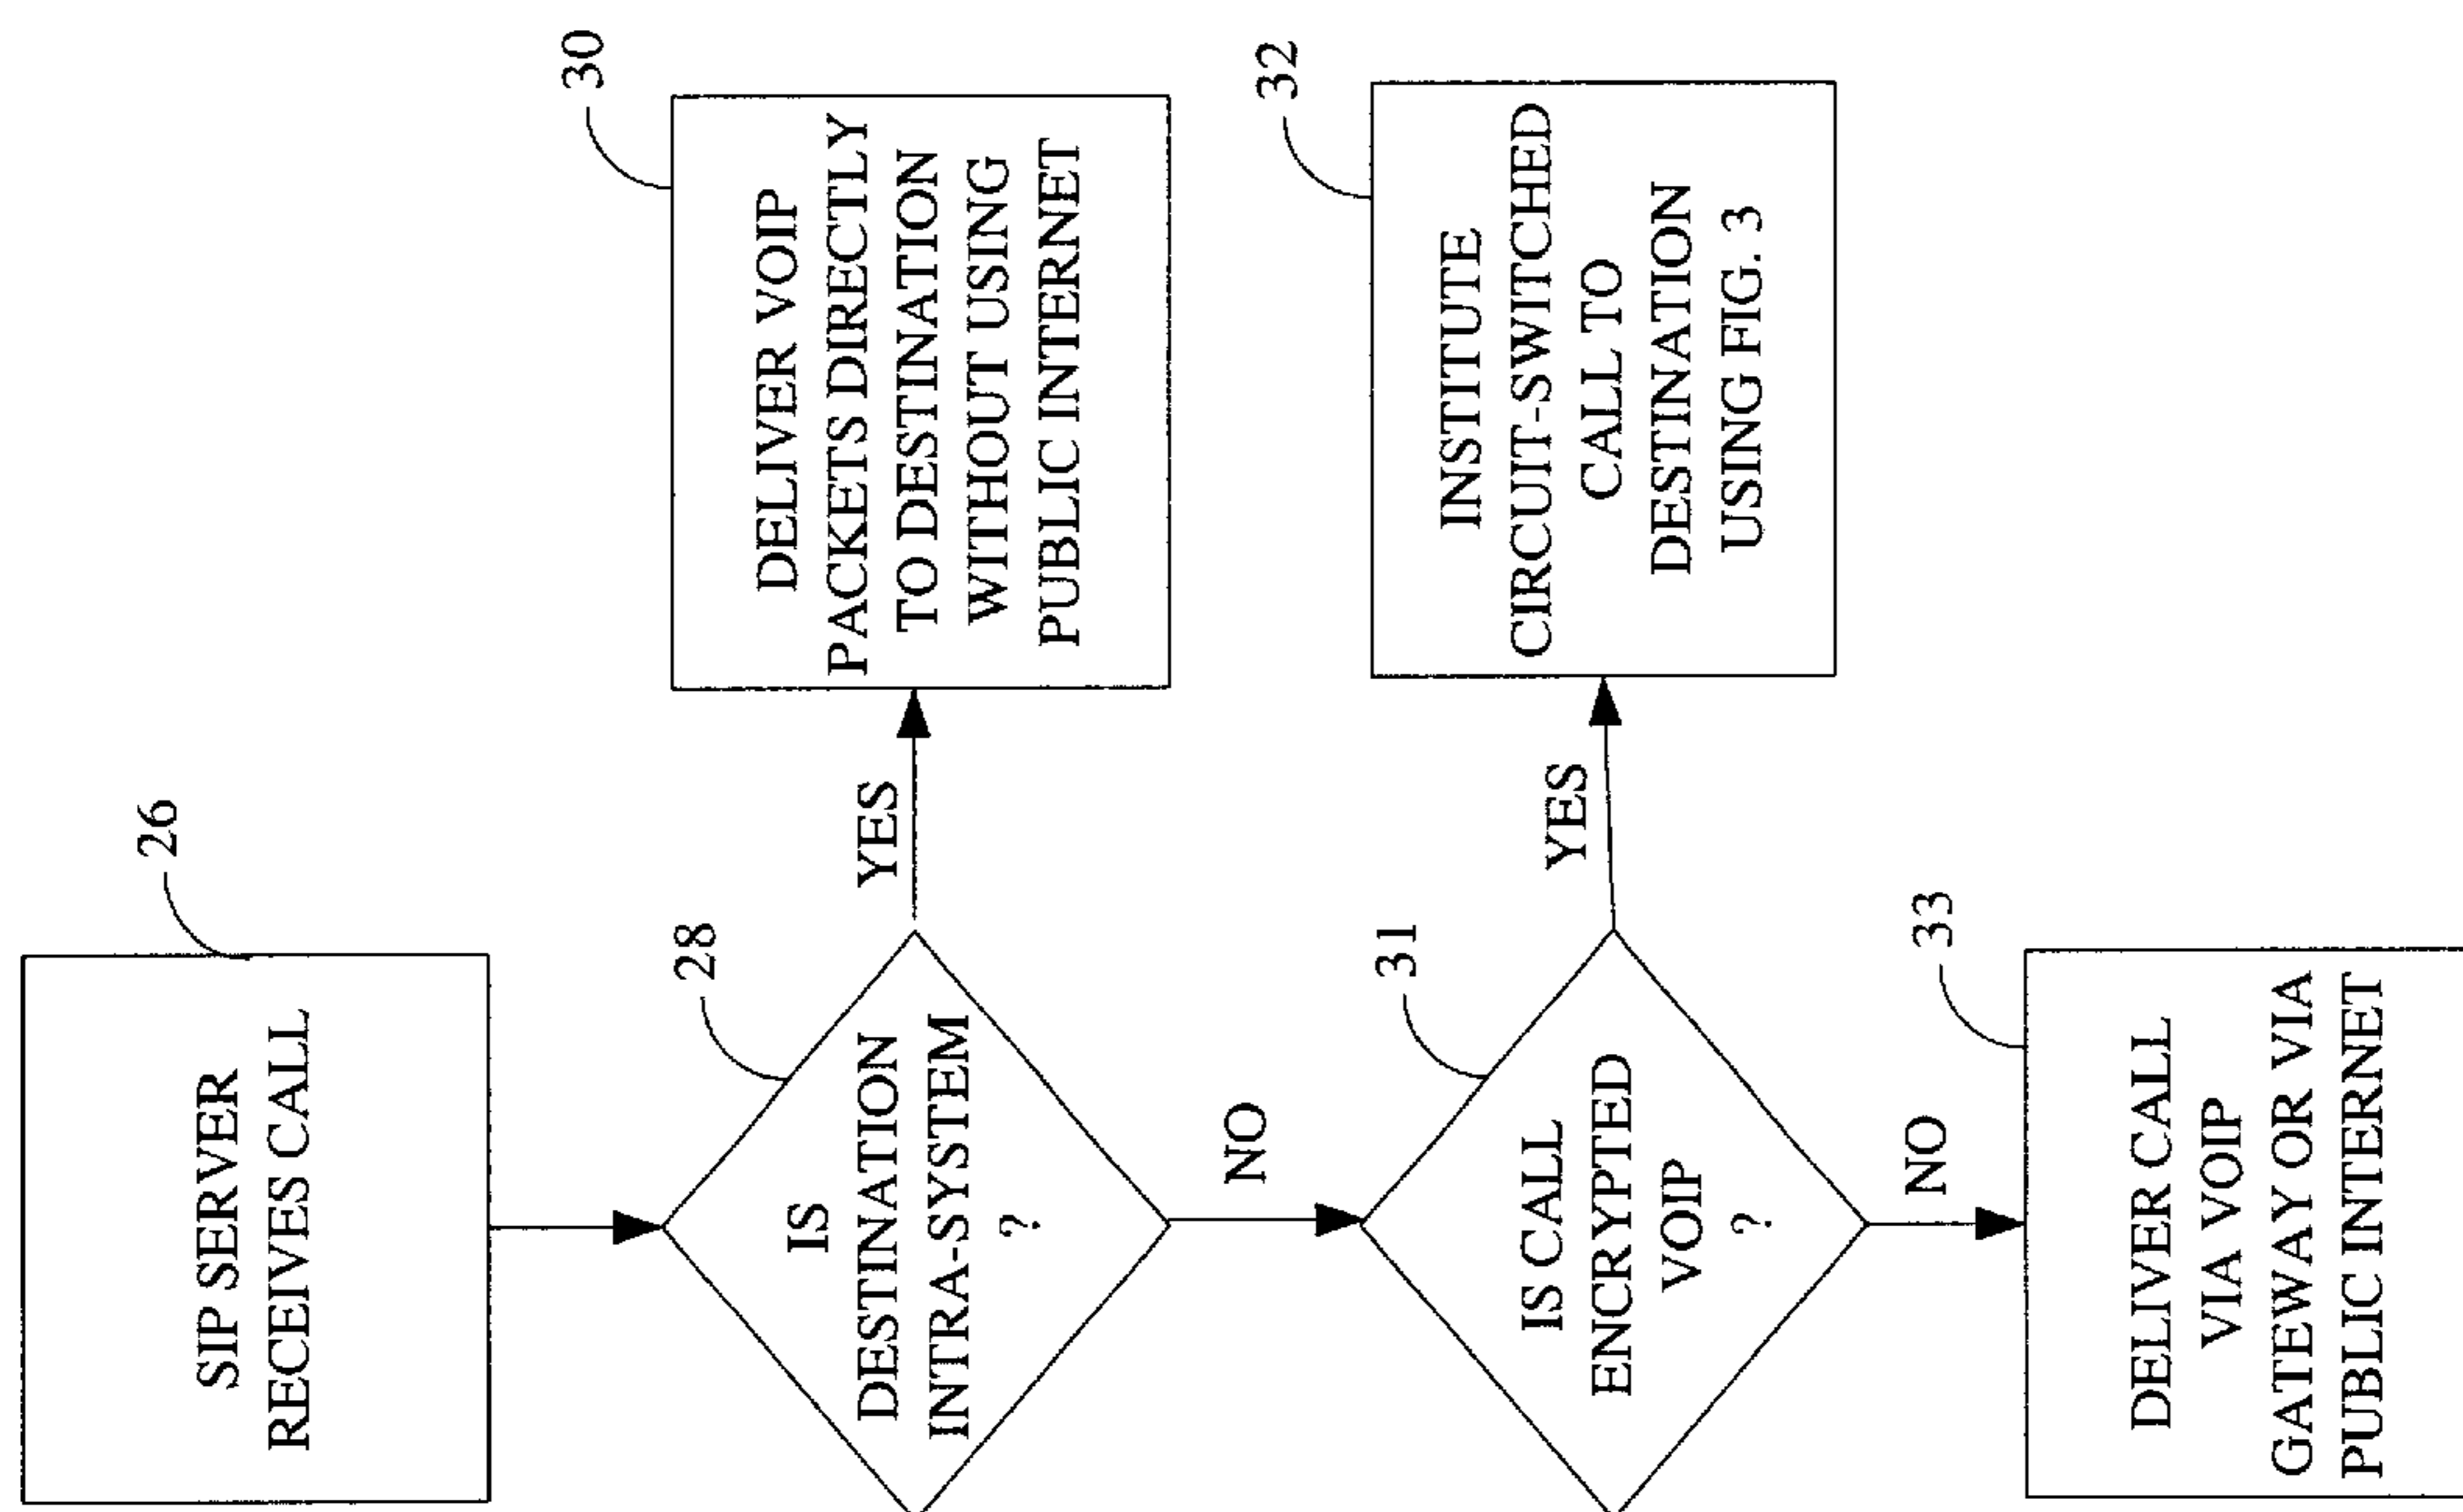 26
SIP SERVER
RECEIVES CALL
28
IS
DESTINATION
INTRA-SYSTEM
?
YES
30
DELIVER VOIP
PACKETS DIRECTLY
TO DESTINATION
WITHOUT USING
PUBLIC INTERNET
NO
31
IS CALL
ENCRYPTED
VOIP
?
YES
32
INSTITUTE
CIRCUIT-SWITCHED
CALL TO
DESTINATION
USING FIG. 3
NO
33
DELIVER CALL
VIA VOIP
GATEWAY OR VIA
PUBLIC INTERNET